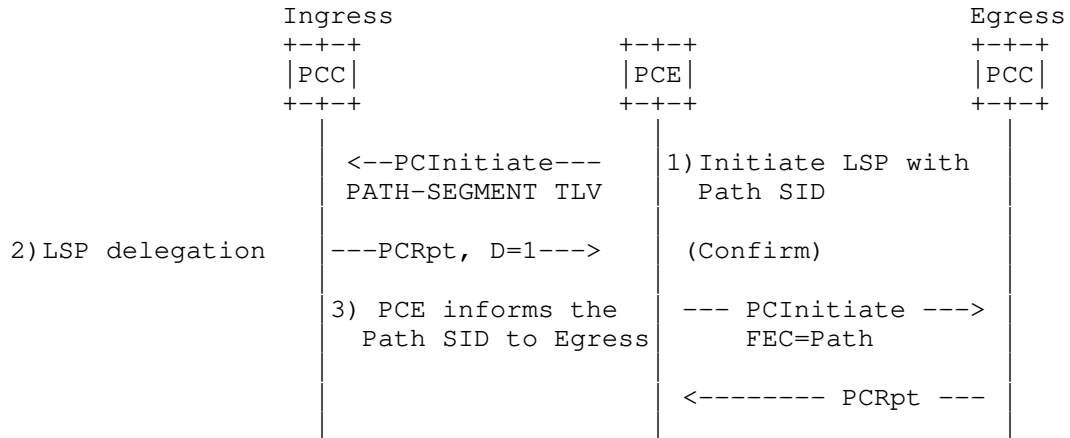 Ingress                                     Egress
+-+-+                 +-+-+                 +-+-+
|PCC|                 |PCE|                 |PCC|
+-+-+                 +-+-+                 +-+-+
<--PCInitiate---   1)Initiate LSP with
PATH-SEGMENT TLV     Path SID
2)LSP delegation   ---PCRpt, D=1--->    (Confirm)
3) PCE informs the   --- PCInitiate --->
Path SID to Egress     FEC=Path
<-------- PCRpt ---